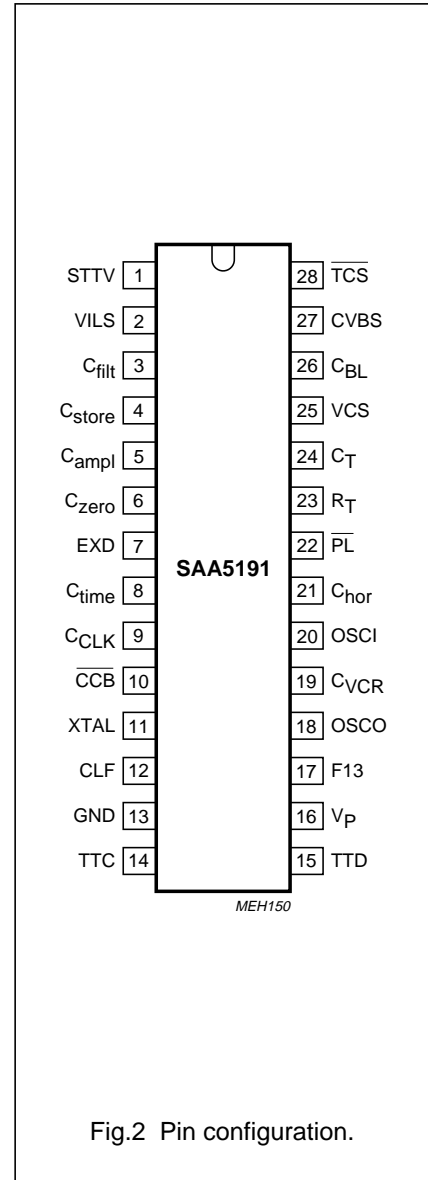 STTV 1 28 T̅C̅S̅
VILS 2 27 CVBS
Cfilt 3 26 CBL
Cstore 4 25 VCS
Campl 5 24 CT
Czero 6 23 RT
EXD 7 22 P̅L̅
SAA5191
Ctime 8 21 Chor
CCLK 9 20 OSCI
C̅C̅B̅ 10 19 CVCR
XTAL 11 18 OSCO
CLF 12 17 F13
GND 13 16 VP
TTC 14 15 TTD
MEH150
Fig.2 Pin configuration.